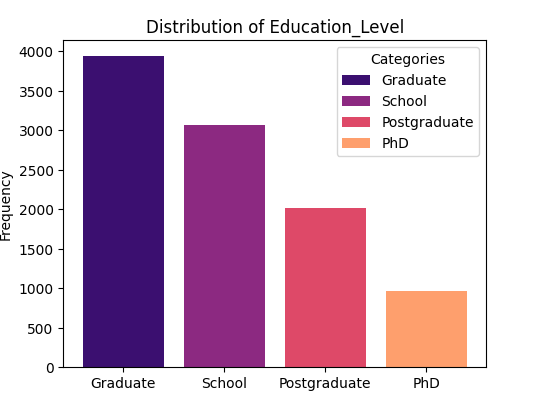 Distribution of Education_Level
Frequency
4000
3500
3000
2500
2000
1500
1000
500
0
Categories
Graduate
School
Postgraduate
PhD
Graduate School Postgraduate PhD